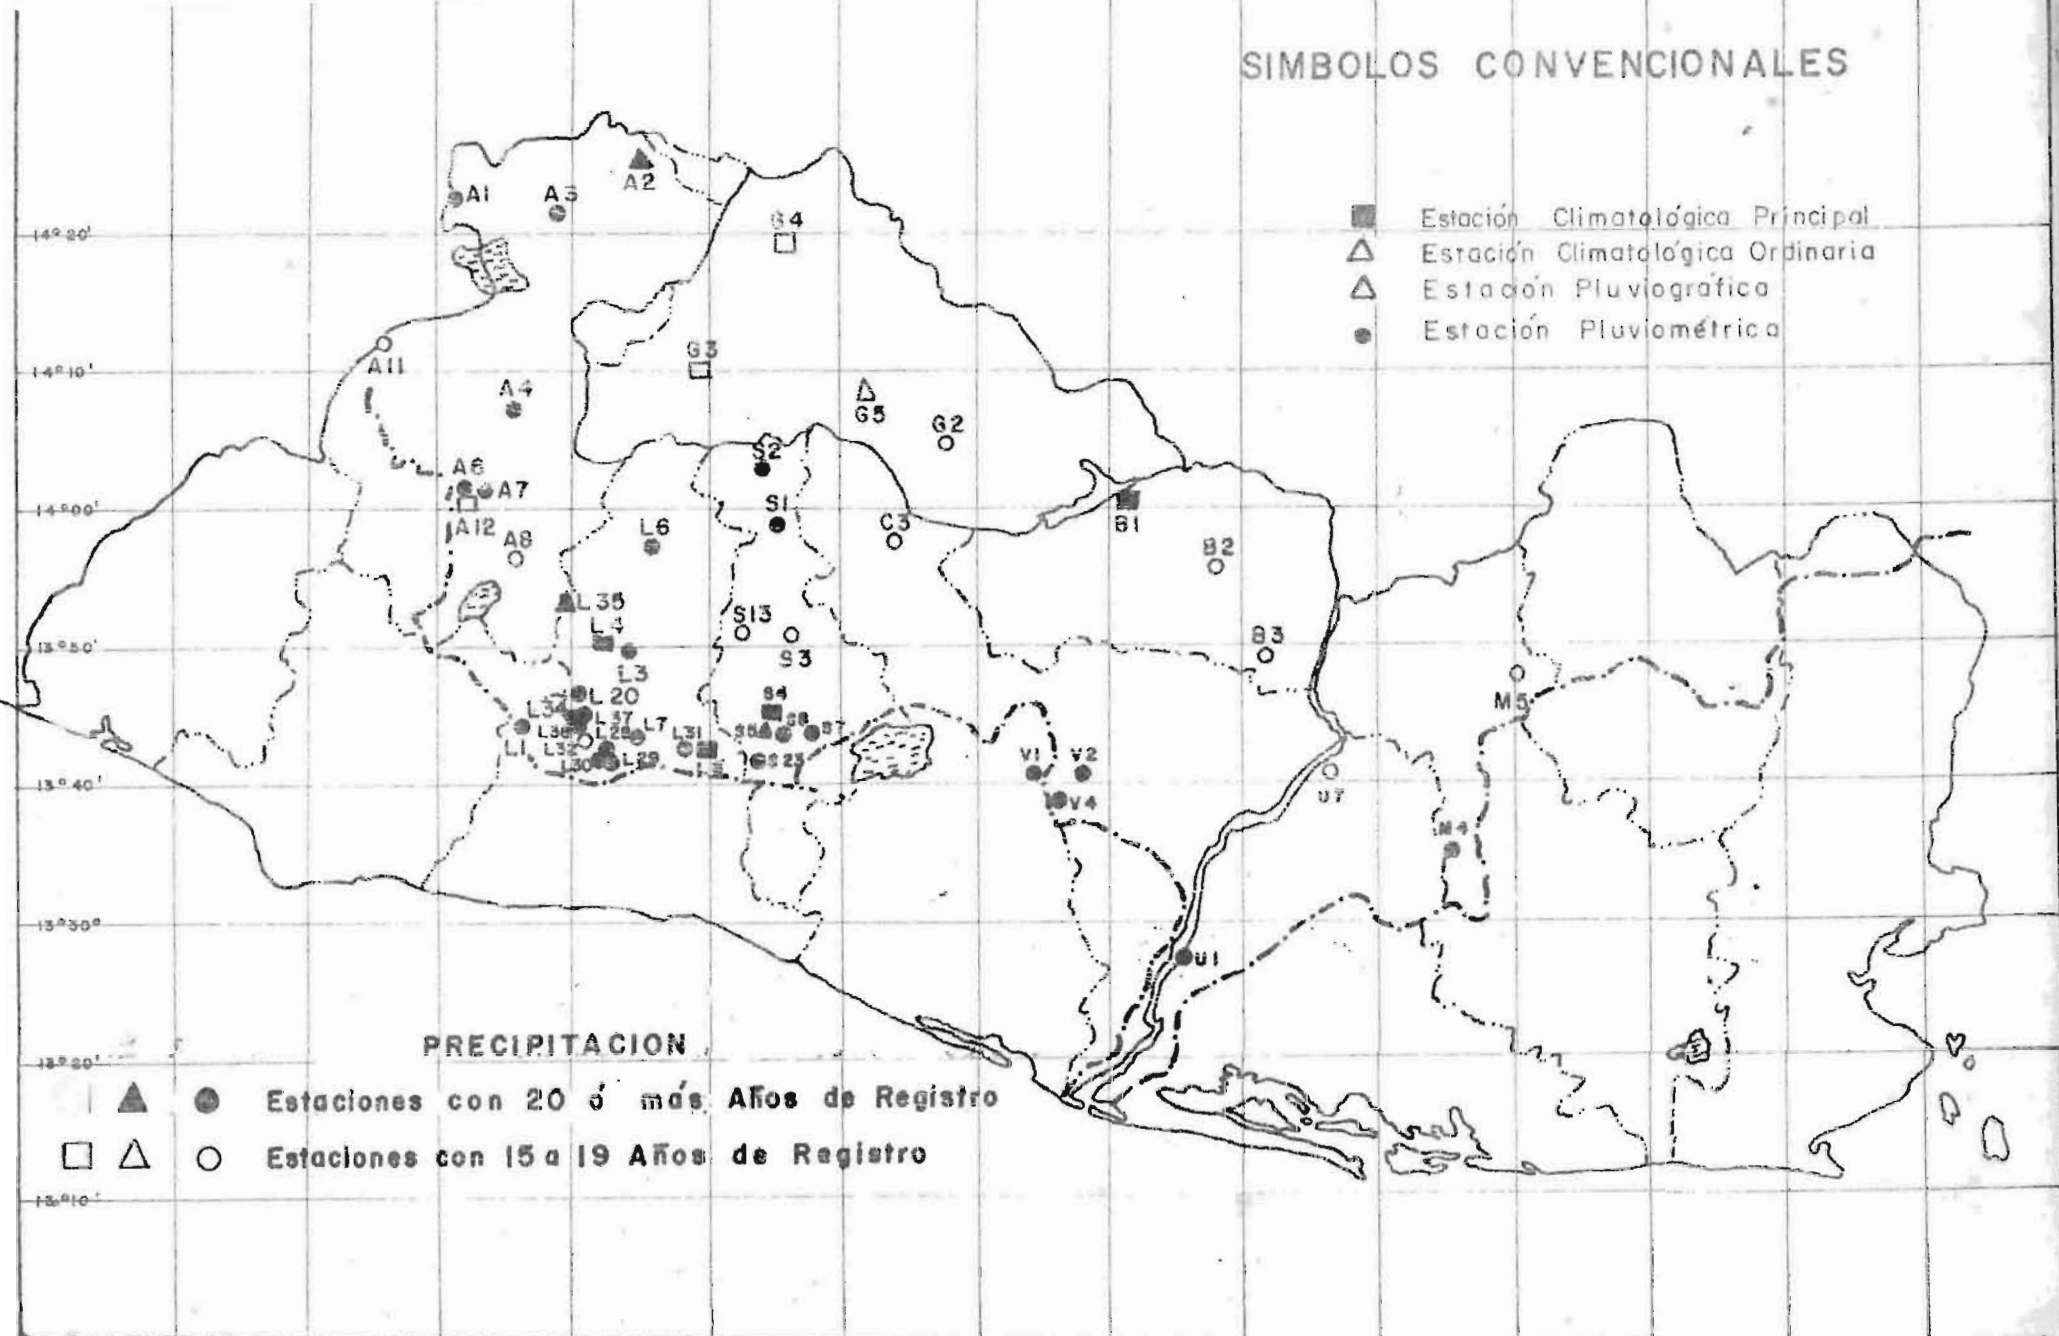 SIMBOLOS CONVENCIONALES
Estación Climatológica Principal
Estación Climatológica Ordinaria
Estación Pluviográfica
Estación Pluviométrica
A1
A3
A2
G4
14°20'
A11
G3
14°10'
A4
G5
G2
S2
A6
A7
S1
14°00'
A12
A8
L6
C3
B1
B2
L35
L4
S13
B3
13°50'
S3
L3
L20
S4
M5
L34
L37
L7
L31
S5
S8
S7
L36
L28
L1
L32
L30
L29
S23
V1
V2
13°40'
V4
U7
M4
13°30'
U1
PRECIPITACION
13°20'
Estaciones con 20 ó más Años de Registro
Estaciones con 15 a 19 Años de Registro
13°10'